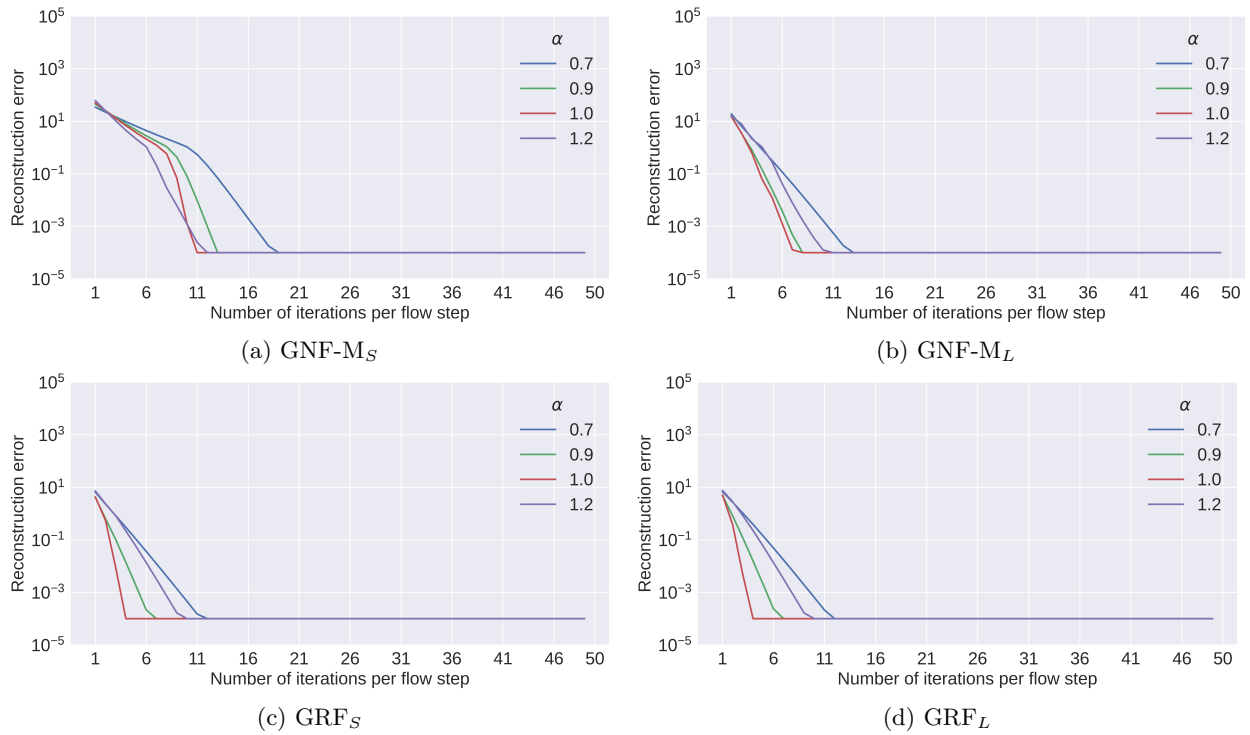 10^5
10^3
10^1
10^−1
10^−3
10^−5
Reconstruction error
α
0.7
0.9
1.0
1.2
1 6 11 16 21 26 31 36 41 46 50
Number of iterations per flow step
(a) GNF-M_S
10^5
10^3
10^1
10^−1
10^−3
10^−5
Reconstruction error
α
0.7
0.9
1.0
1.2
1 6 11 16 21 26 31 36 41 46 50
Number of iterations per flow step
(b) GNF-M_L
10^5
10^3
10^1
10^−1
10^−3
10^−5
Reconstruction error
α
0.7
0.9
1.0
1.2
1 6 11 16 21 26 31 36 41 46 50
Number of iterations per flow step
(c) GRF_S
10^5
10^3
10^1
10^−1
10^−3
10^−5
Reconstruction error
α
0.7
0.9
1.0
1.2
1 6 11 16 21 26 31 36 41 46 50
Number of iterations per flow step
(d) GRF_L